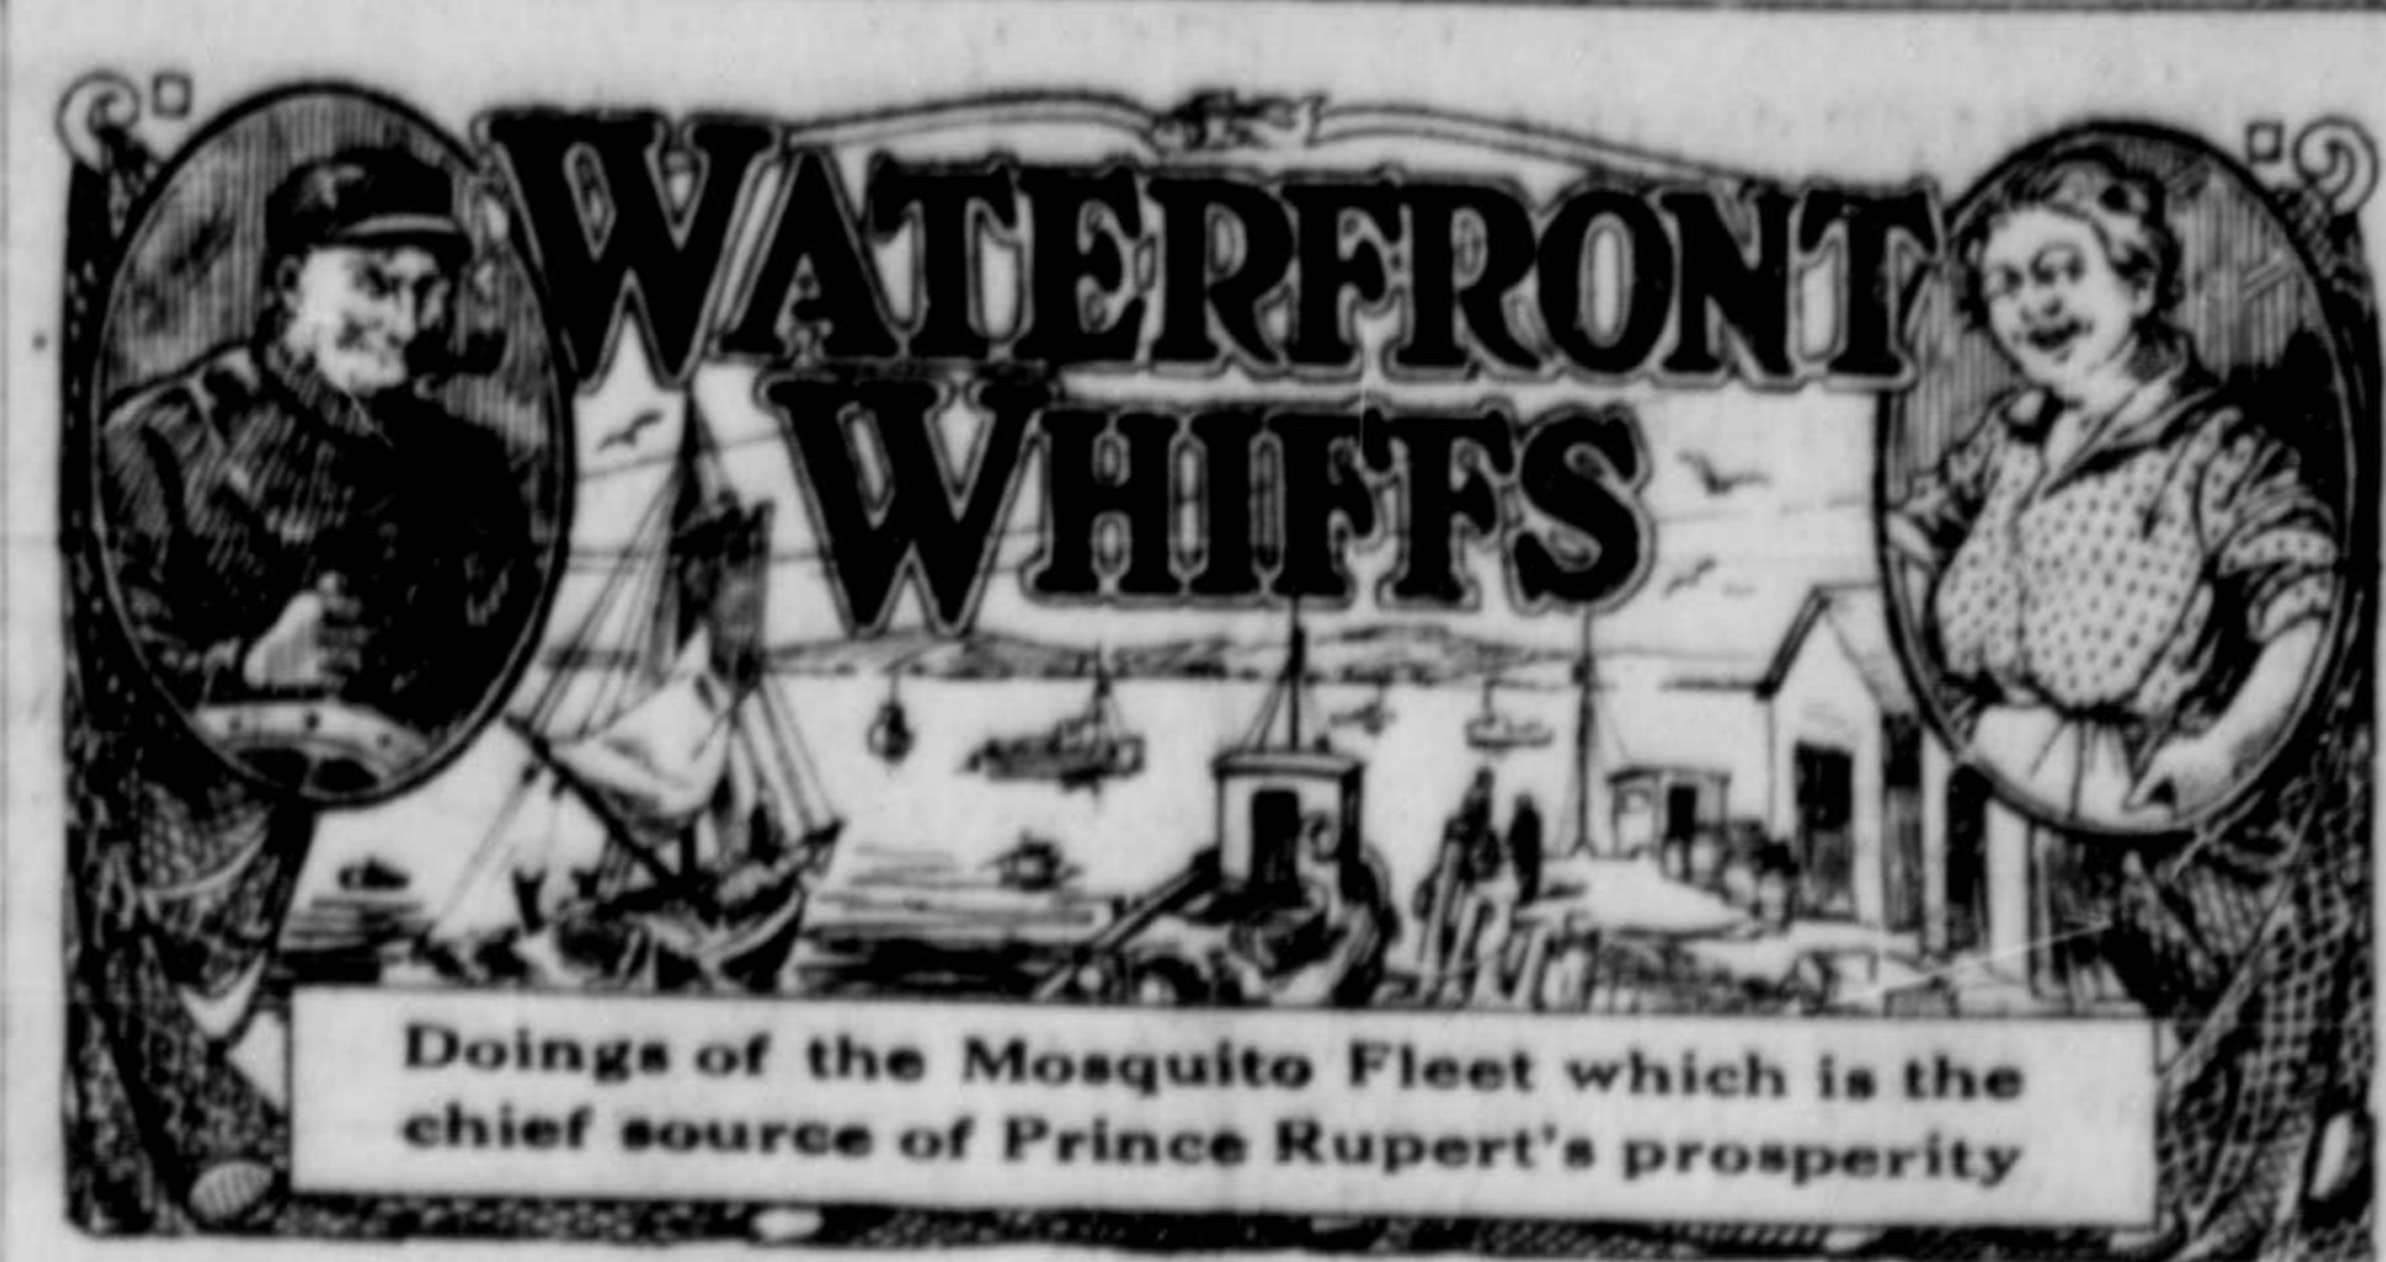 WATERFRONT
WHIFFS
Doings of the Mosquito Fleet which is the
chief source of Prince Rupert's prosperity